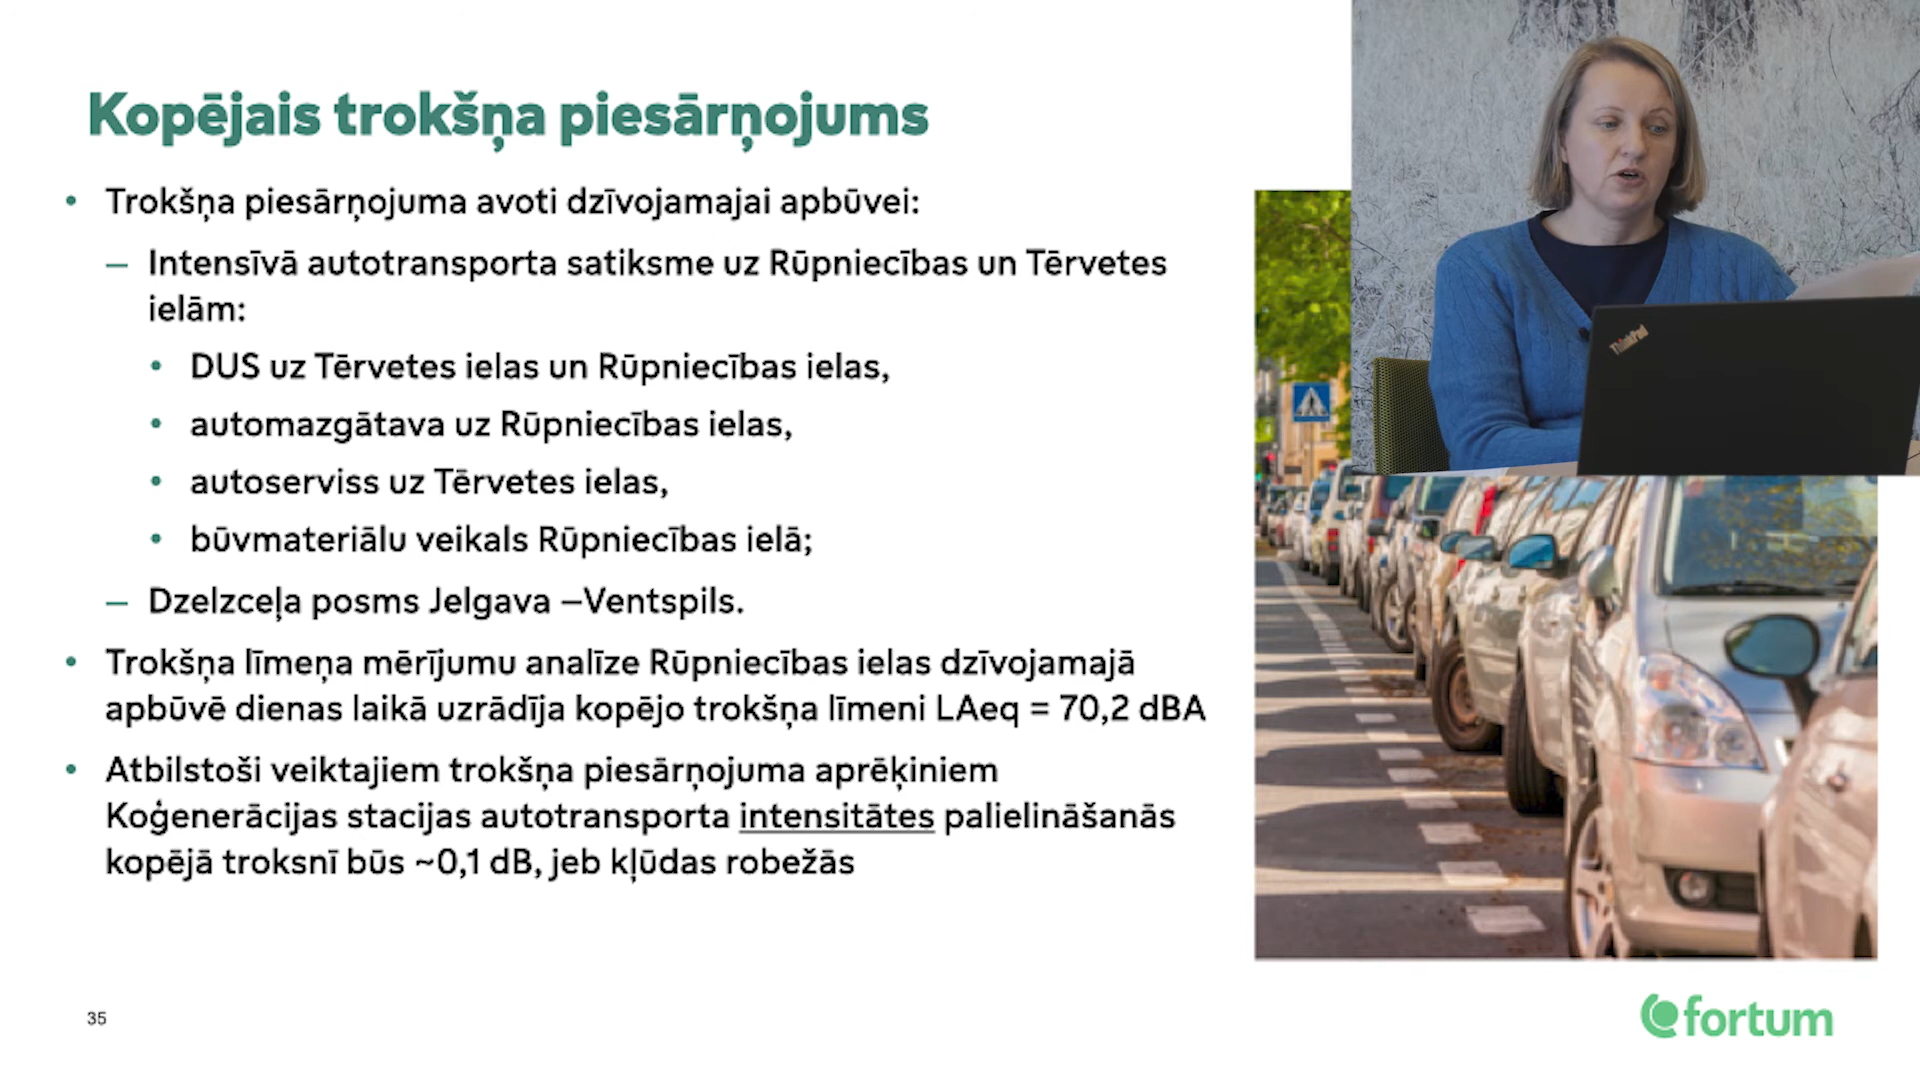 Kopējais trokšņa piesārņojums
• Trokšņa piesārņojuma avoti dzīvojamajai apbūvei:
– Intensīvā autotransporta satiksme uz Rūpniecības un Tērvetes
ielām:
• DUS uz Tērvetes ielas un Rūpniecības ielas,
• automazgātava uz Rūpniecības ielas,
• autoserviss uz Tērvetes ielas,
• būvmateriālu veikals Rūpniecības ielā;
– Dzelzceļa posms Jelgava –Ventspils.
• Trokšņa līmeņa mērījumu analīze Rūpniecības ielas dzīvojamajā
apbūvē dienas laikā uzrādīja kopējo trokšņa līmeni LAeq = 70,2 dBA
• Atbilstoši veiktajiem trokšņa piesārņojuma aprēķiniem
Koģenerācijas stacijas autotransporta intensitātes palielināšanās
kopējā troksnī būs ~0,1 dB, jeb kļūdas robežās
35
ThinkPad
fortum